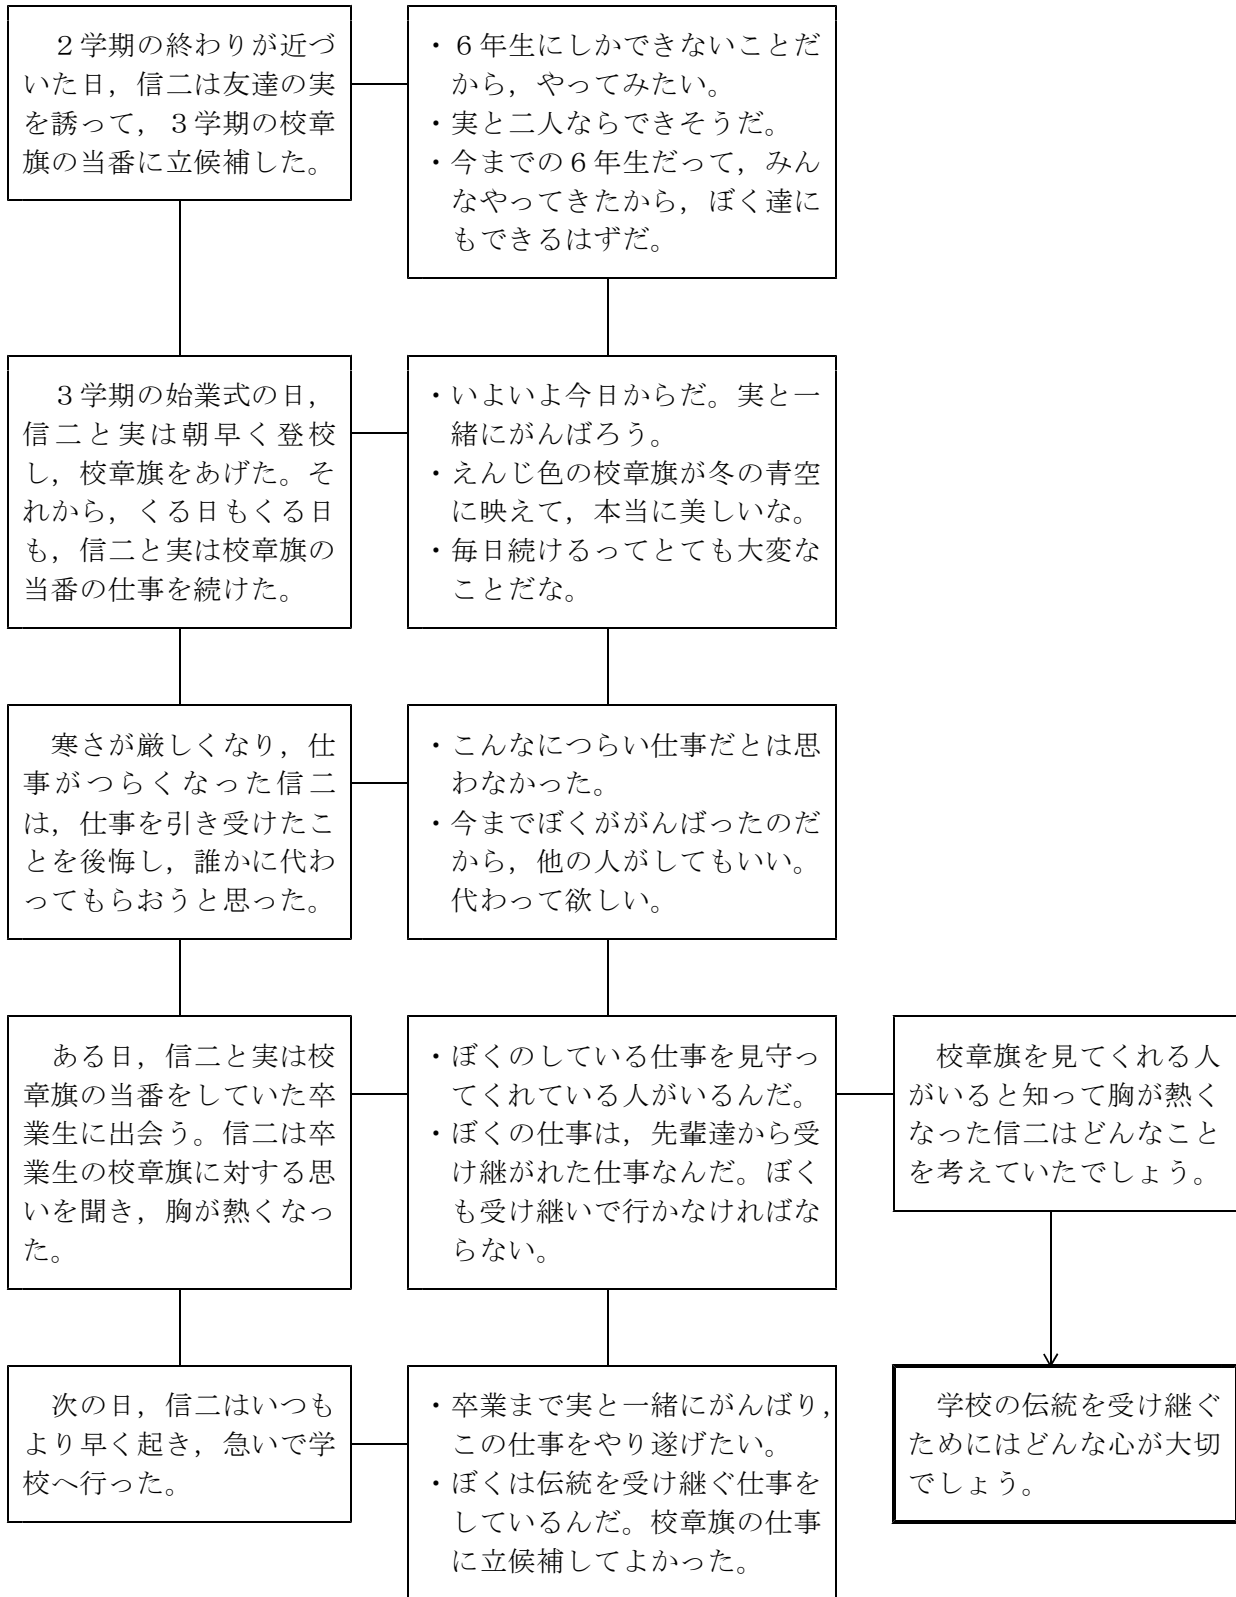 ２学期の終わりが近づ
いた日，信二は友達の実
を誘って，３学期の校章
旗の当番に立候補した。
・６年生にしかできないことだ
から，やってみたい。
・実と二人ならできそうだ。
・今までの６年生だって，みん
なやってきたから，ぼく達に
もできるはずだ。
３学期の始業式の日，
信二と実は朝早く登校
し，校章旗をあげた。そ
れから，くる日もくる日
も，信二と実は校章旗の
当番の仕事を続けた。
・いよいよ今日からだ。実と一
緒にがんばろう。
・えんじ色の校章旗が冬の青空
に映えて，本当に美しいな。
・毎日続けるってとても大変な
ことだな。
寒さが厳しくなり，仕
事がつらくなった信二
は，仕事を引き受けたこ
とを後悔し，誰かに代わ
ってもらおうと思った。
・こんなにつらい仕事だとは思
わなかった。
・今までぼくががんばったのだ
から，他の人がしてもいい。
代わって欲しい。
ある日，信二と実は校
章旗の当番をしていた卒
業生に出会う。信二は卒
業生の校章旗に対する思
いを聞き，胸が熱くなっ
た。
・ぼくのしている仕事を見守っ
てくれている人がいるんだ。
・ぼくの仕事は，先輩達から受
け継がれた仕事なんだ。ぼく
も受け継いで行かなければな
らない。
校章旗を見てくれる人
がいると知って胸が熱く
なった信二はどんなこと
を考えていたでしょう。
次の日，信二はいつも
より早く起き，急いで学
校へ行った。
・卒業まで実と一緒にがんばり，
この仕事をやり遂げたい。
・ぼくは伝統を受け継ぐ仕事を
しているんだ。校章旗の仕事
に立候補してよかった。
学校の伝統を受け継ぐ
ためにはどんな心が大切
でしょう。